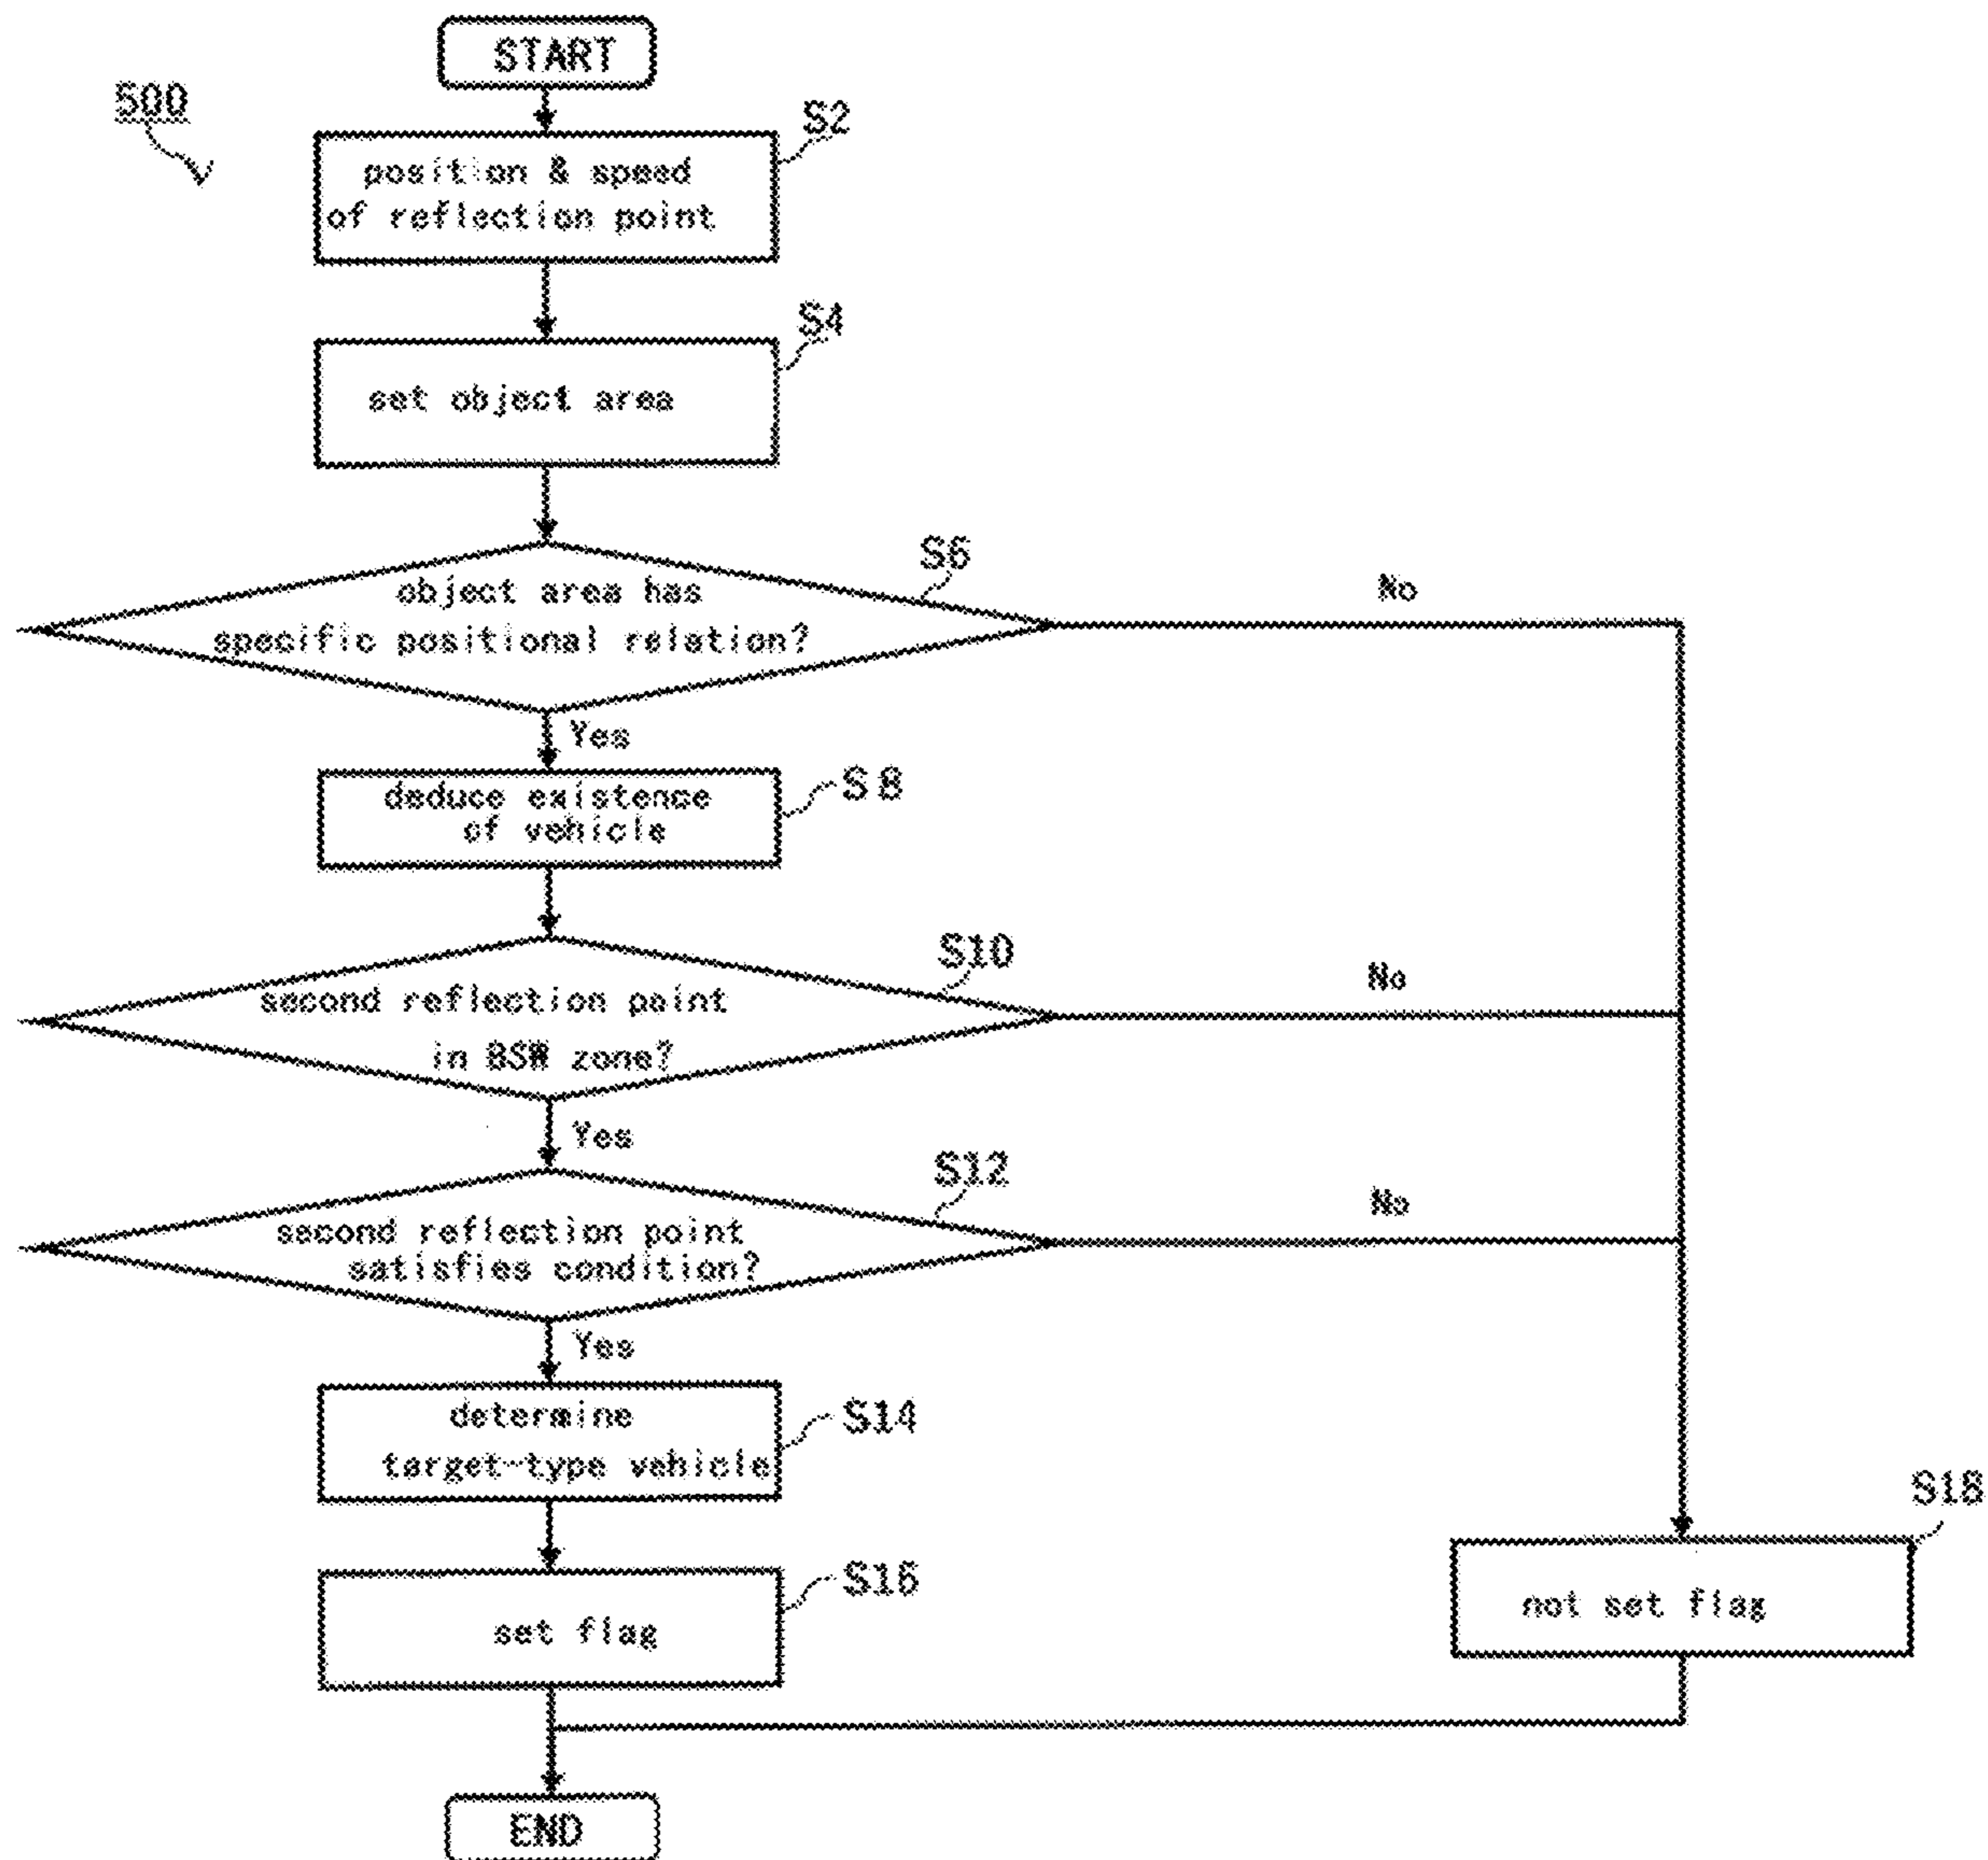 START
500
S2
position & speed
of reflection point
S4
set object area
S6
object area has
specific positional relation?
No
Yes
deduce existence
of vehicle
S8
S10
second reflection point
in BSW zone?
No
Yes
S12
second reflection point
satisfies condition?
No
Yes
determine
target-type vehicle
S14
S16
set flag
S18
not set flag
END